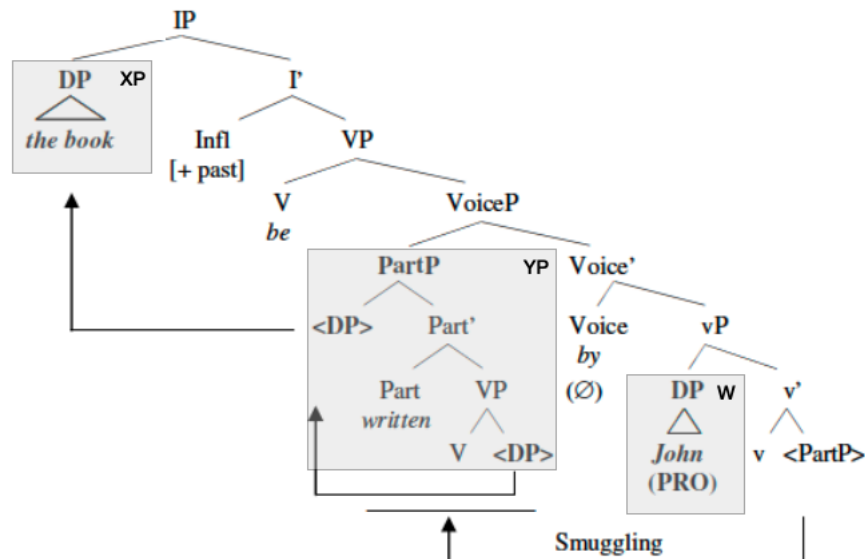 IP
DP XP I'
the book Infl VP
[+ past]
V VoiceP
be
PartP YP Voice'
<DP> Part' Voice vP
by
Part VP (∅) DP W v'
written
V <DP> John v <PartP>
(PRO)
Smuggling